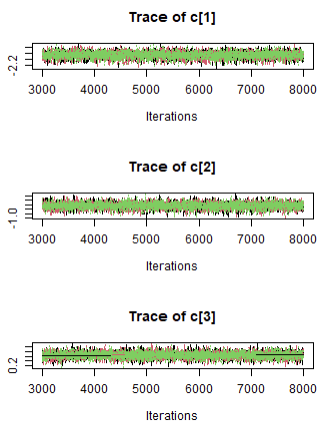 Trace of c[1]
-2.2
3000 4000 5000 6000 7000 8000
Iterations
Trace of c[2]
-1.0
3000 4000 5000 6000 7000 8000
Iterations
Trace of c[3]
0.2
3000 4000 5000 6000 7000 8000
Iterations